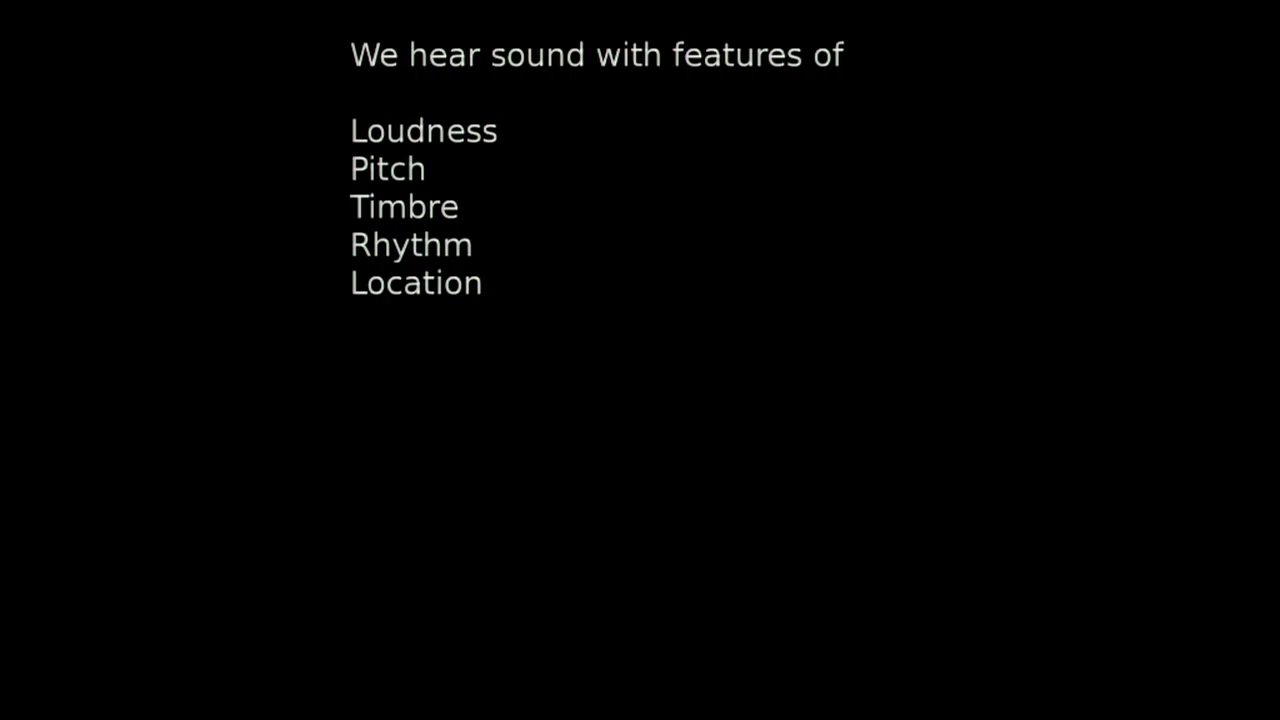 We hear sound with features of
Loudness
Pitch
Timbre
Rhythm
Location